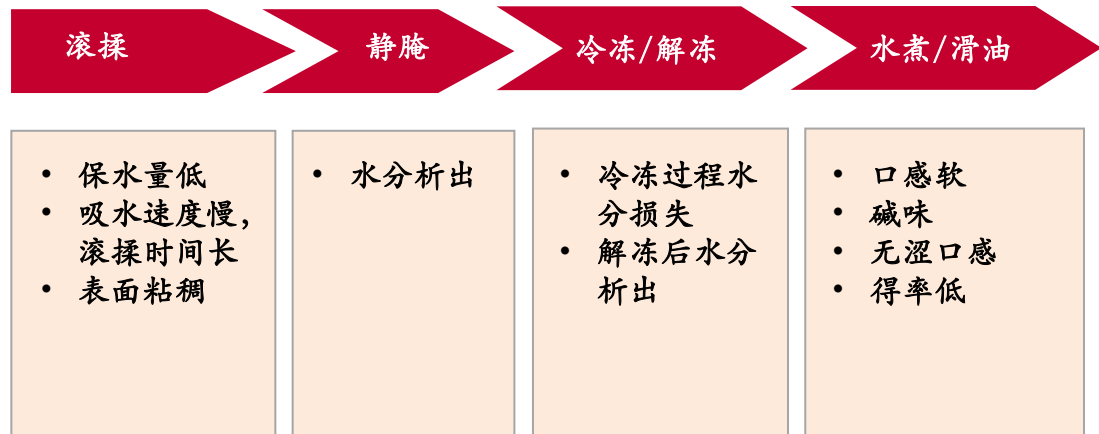 滚揉
静腌
冷冻/解冻
水煮/滑油
• 保水量低
• 吸水速度慢，
滚揉时间长
• 表面粘稠
• 水分析出
• 冷冻过程水
分损失
• 解冻后水分
析出
• 口感软
• 碱味
• 无涩口感
• 得率低